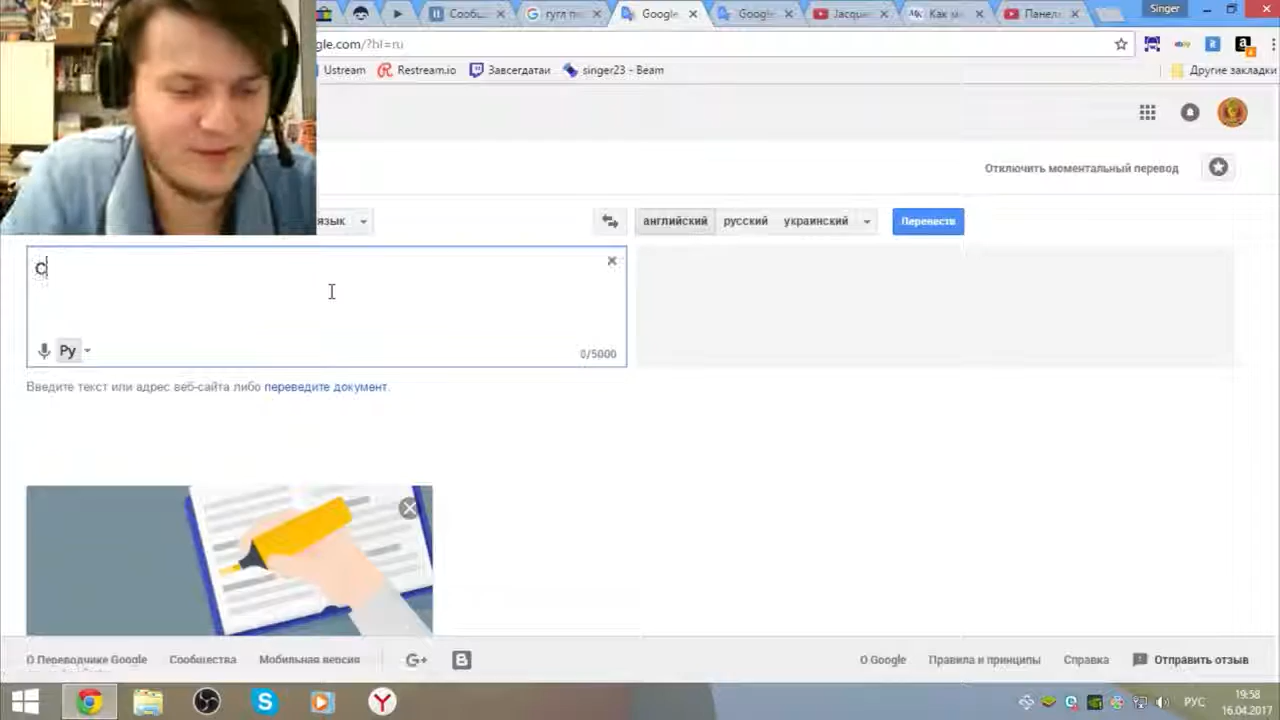 Сообщ
гугл п
Google
Google
Jacque
Как м
Панел
Singer
gle.com/?hl=ru
Ustream
Restream.io
Завсегдатаи
singer23 - Beam
Другие закладки
Отключить моментальный перевод
язык
английский
русский
украинский
Перевести
С
Ру
0/5000
Введите текст или адрес веб-сайта либо переведите документ.
О Переводчике Google
Сообщества
Мобильная версия
G+
О Google
Правила и принципы
Справка
Отправить отзыв
РУС
19:58
16.04.2017